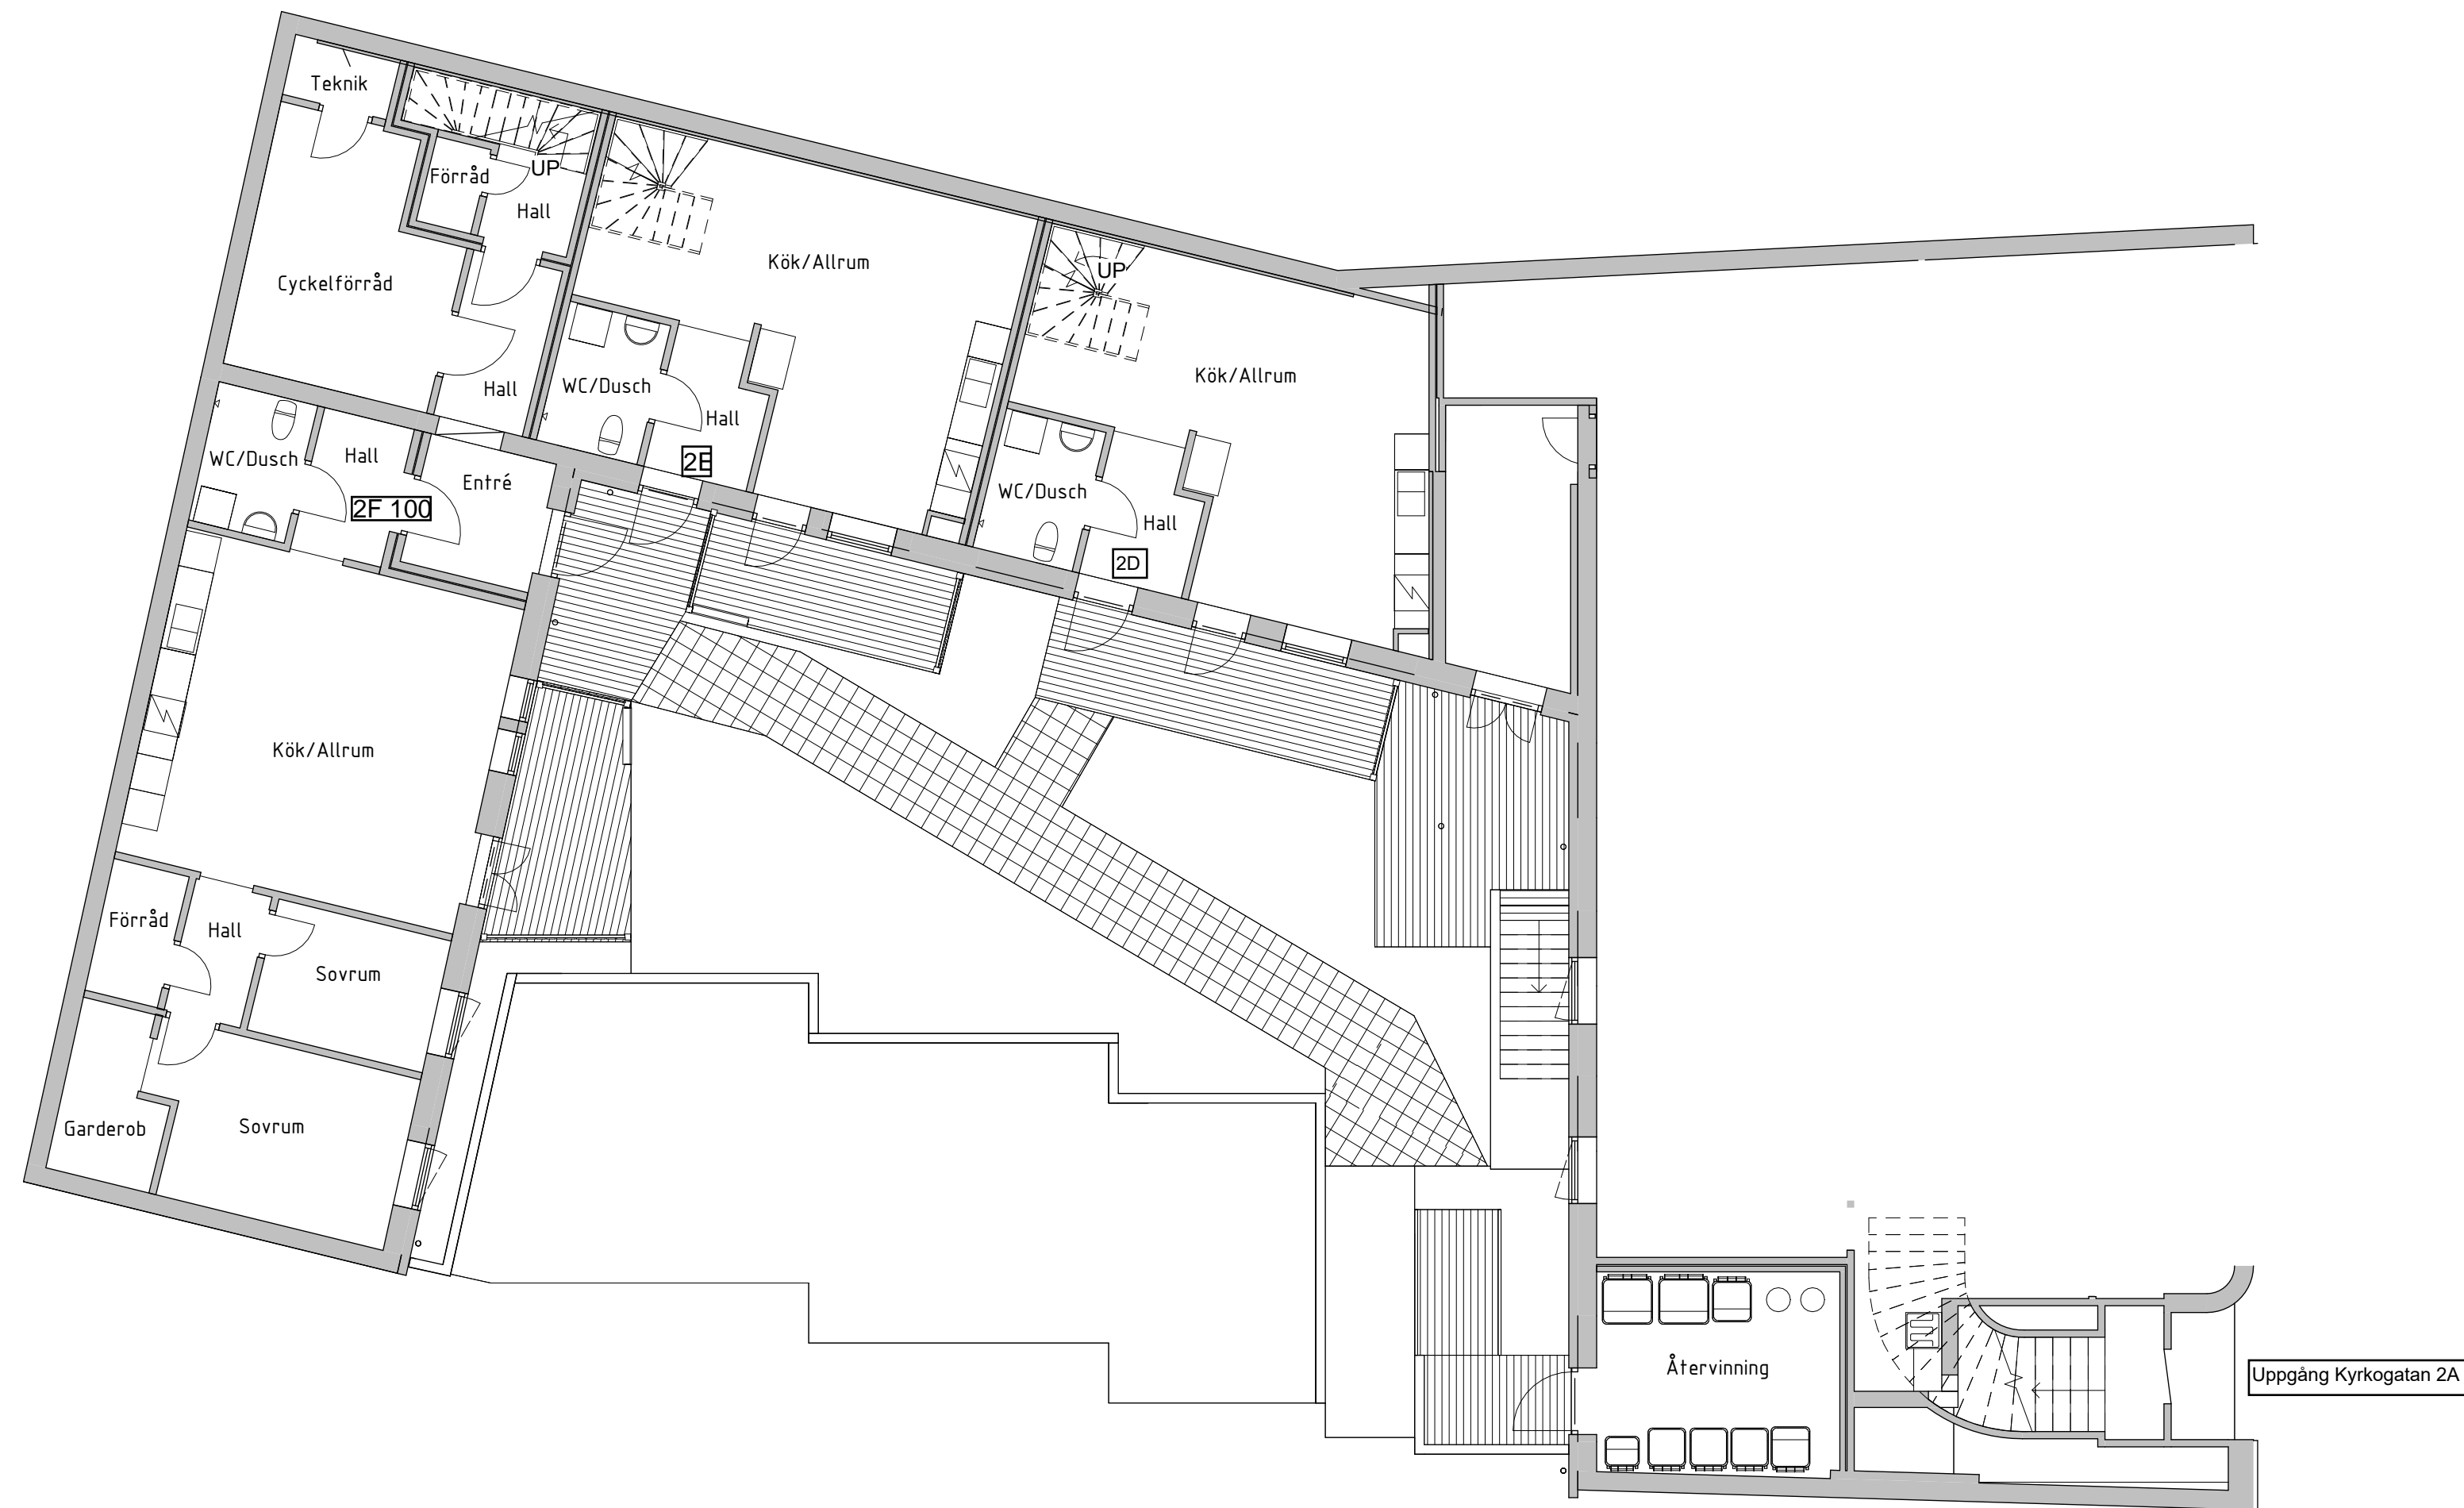 Teknik
Förråd
UP
Hall
Kök/Allrum
UP
Cyckelförråd
Kök/Allrum
Hall
WC/Dusch
Hall
2E
WC/Dusch
Hall
Entré
2F 100
WC/Dusch
Hall
2D
Kök/Allrum
Förråd
Hall
Sovrum
Garderob
Sovrum
Återvinning
Uppgång Kyrkogatan 2A